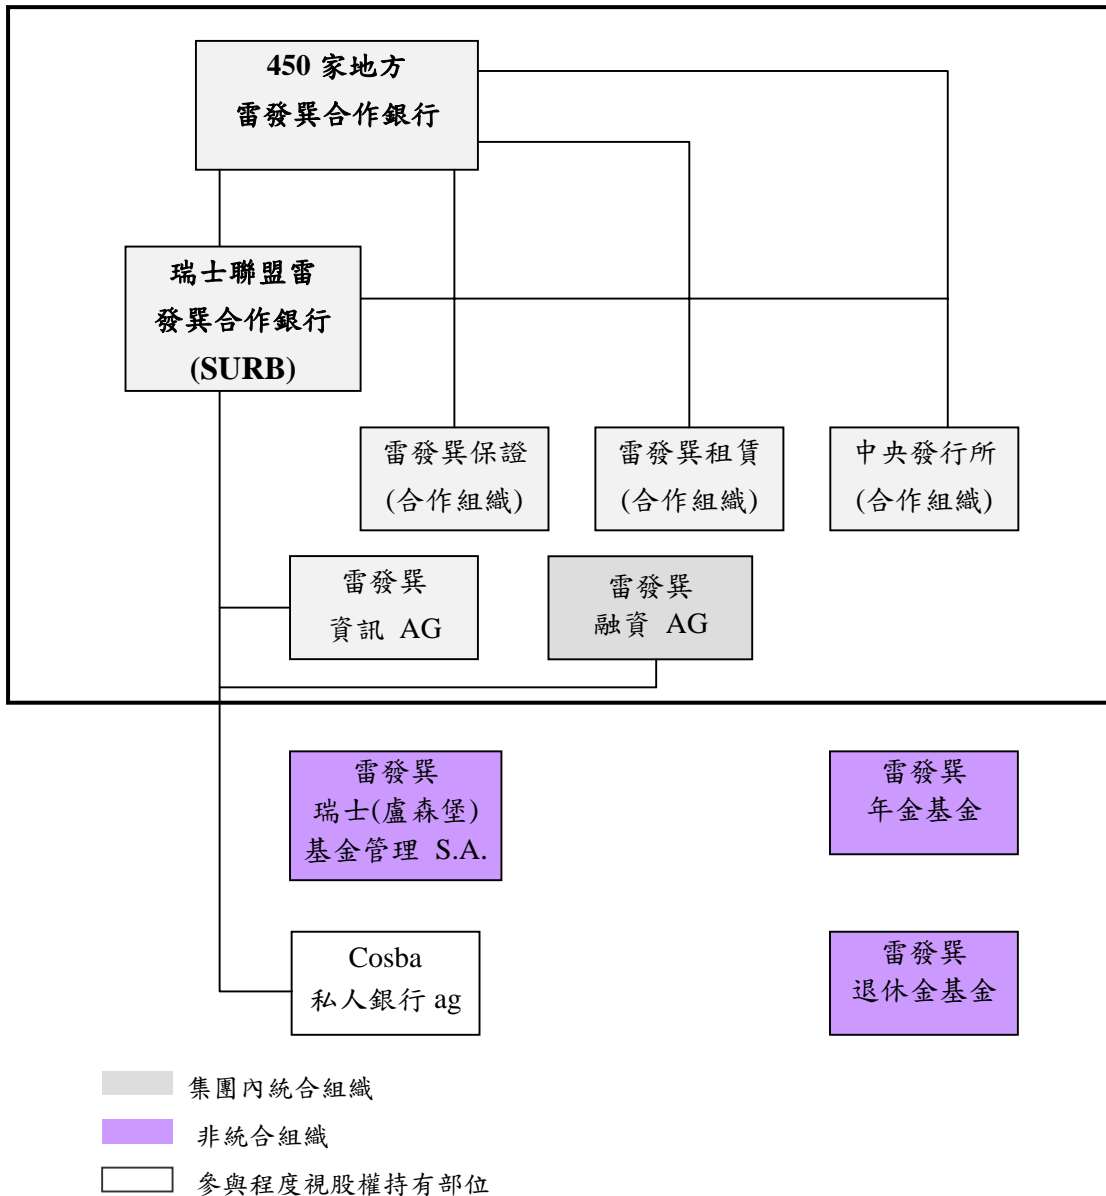 450 家地方
雷發巽合作銀行
瑞士聯盟雷
發巽合作銀行
(SURB)
雷發巽保證
(合作組織)
雷發巽租賃
(合作組織)
中央發行所
(合作組織)
雷發巽
資訊 AG
雷發巽
融資 AG
雷發巽
瑞士(盧森堡)
基金管理 S.A.
雷發巽
年金基金
Cosba
私人銀行 ag
雷發巽
退休金基金
集團內統合組織
非統合組織
參與程度視股權持有部位